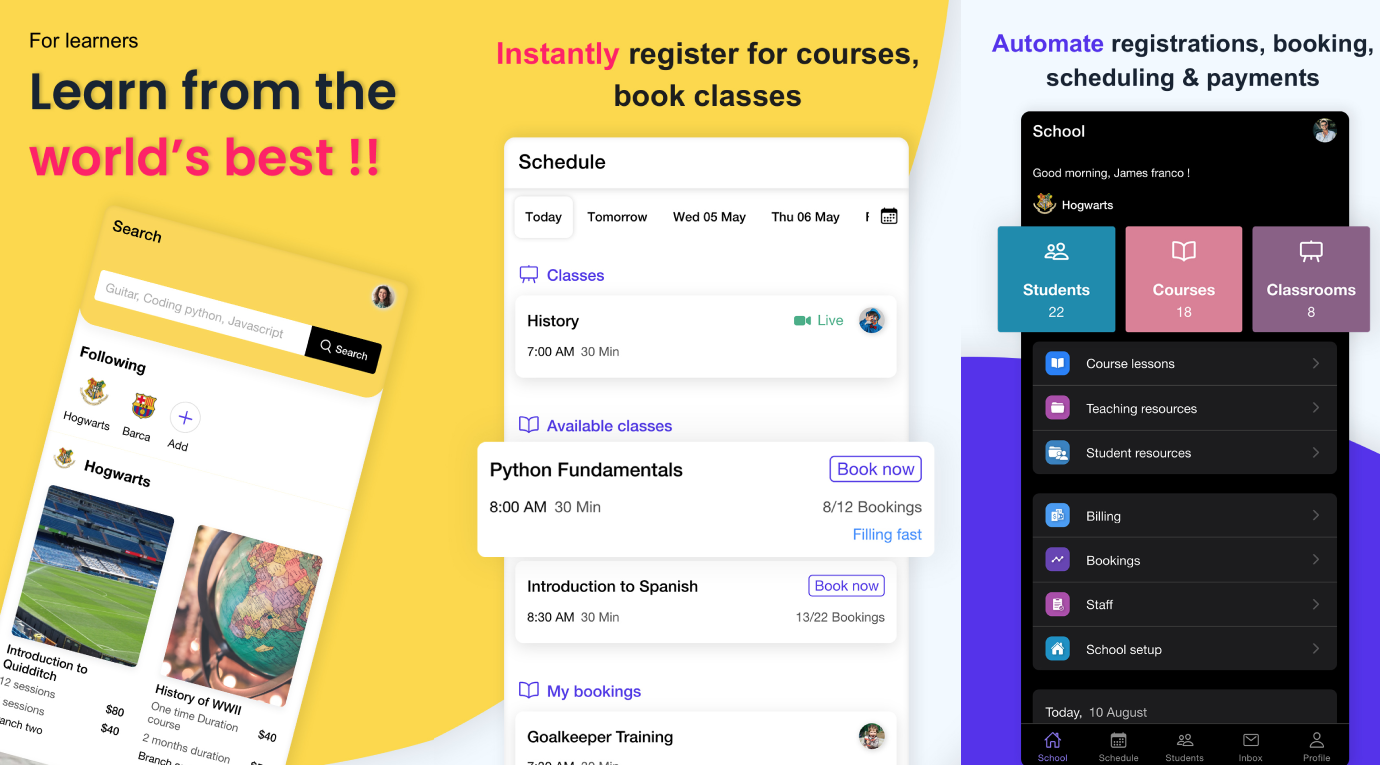 For learners
Learn from the
world's best !!
Search
Guitar, Coding python, Javascript
Search
Following
Hogwarts
Barca
Add
Hogwarts
Introduction to
Quidditch
12 sessions
sessions
$80
$40
History of WWII
One time Duration
course
$40
2 months duration
Instantly register for courses,
book classes
Schedule
Today Tomorrow Wed 05 May Thu 06 May
Classes
History
Live
7:00 AM 30 Min
Available classes
Python Fundamentals
Book now
8:00 AM 30 Min
8/12 Bookings
Filling fast
Introduction to Spanish
Book now
8:30 AM 30 Min
13/22 Bookings
My bookings
Goalkeeper Training
Automate registrations, booking,
scheduling & payments
School
Good morning, James franco !
Hogwarts
Students
22
Courses
18
Classrooms
8
Course lessons
Teaching resources
Student resources
Billing
Bookings
Staff
School setup
Today, 10 August
School Schedule Students Inbox Profile